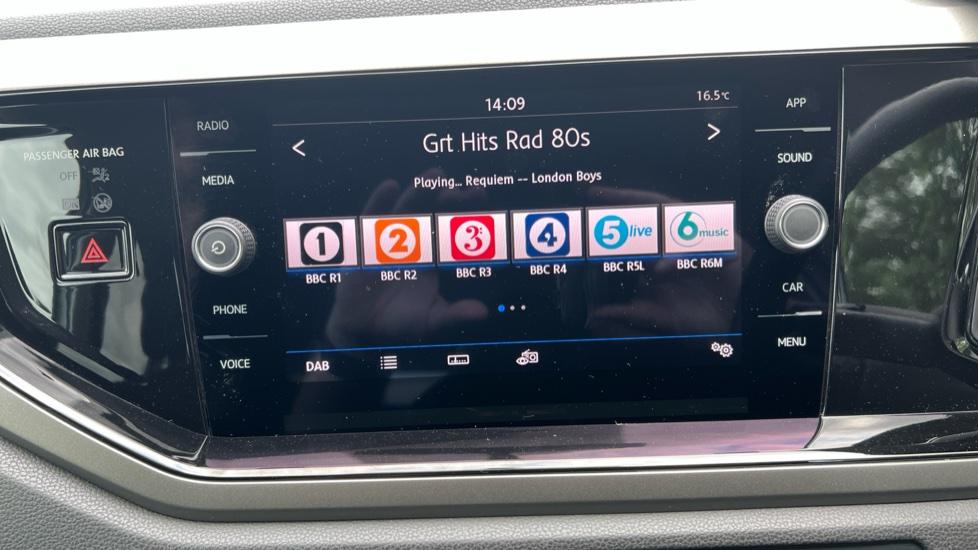 14:09
16.5°C
Grt Hits Rad 80s
Playing... Requiem -- London Boys
1 2 3 4 5 live 6 music
BBC R1 BBC R2 BBC R3 BBC R4 BBC R5L BBC R6M
DAB
RADIO
MEDIA
PHONE
VOICE
APP
SOUND
CAR
MENU
PASSENGER AIR BAG
OFF
ON